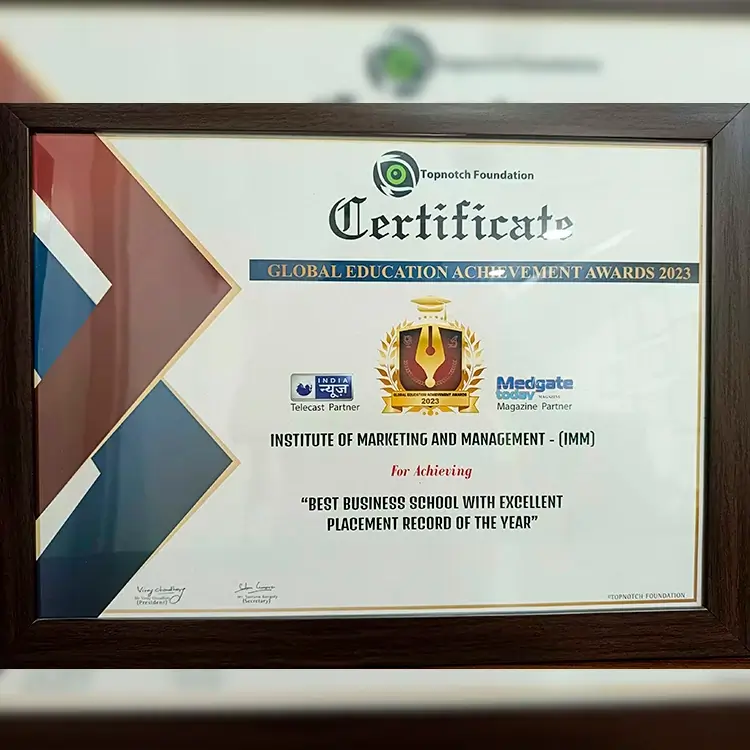 Topnotch Foundation
Certificate
GLOBAL EDUCATION ACHIEVEMENT AWARDS 2023
GLOBAL EDUCATION ACHIEVEMENT AWARDS
2023
INDIA
न्यूज़
Telecast Partner
Medgate
today MAGAZINE
Magazine Partner
INSTITUTE OF MARKETING AND MANAGEMENT - (IMM)
For Achieving
“BEST BUSINESS SCHOOL WITH EXCELLENT
PLACEMENT RECORD OF THE YEAR”
Viray Choudhary
(President)
(Secretary)
#TOPNOTCH FOUNDATION